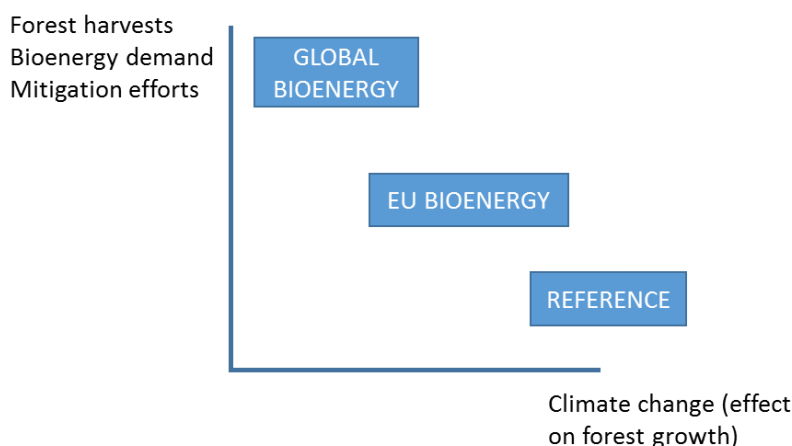 Forest harvests
Bioenergy demand
Mitigation efforts
GLOBAL
BIOENERGY
EU BIOENERGY
REFERENCE
Climate change (effect
on forest growth)